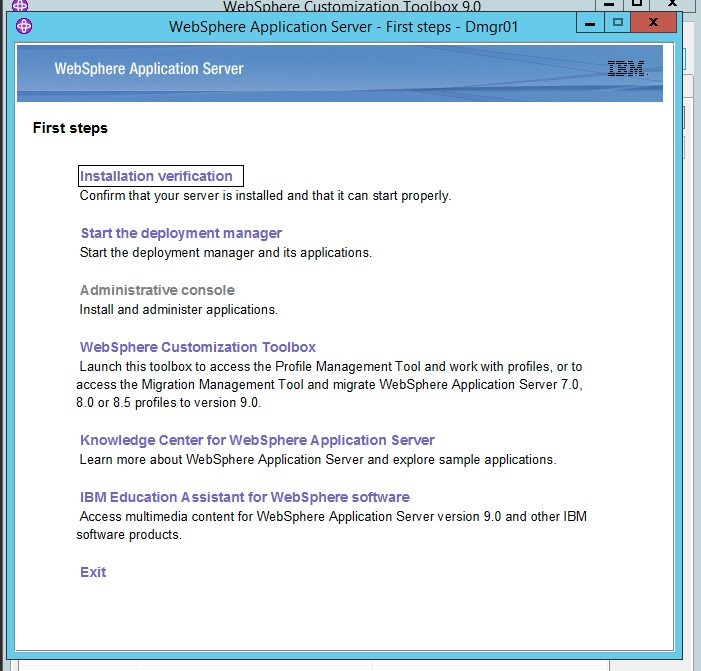 WebSphere Customization Toolbox 9.0
WebSphere Application Server - First steps - Dmgr01
WebSphere Application Server
IBM.
First steps
Installation verification
Confirm that your server is installed and that it can start properly.
Start the deployment manager
Start the deployment manager and its applications.
Administrative console
Install and administer applications.
WebSphere Customization Toolbox
Launch this toolbox to access the Profile Management Tool and work with profiles, or to
access the Migration Management Tool and migrate WebSphere Application Server 7.0,
8.0 or 8.5 profiles to version 9.0.
Knowledge Center for WebSphere Application Server
Learn more about WebSphere Application Server and explore sample applications.
IBM Education Assistant for WebSphere software
Access multimedia content for WebSphere Application Server version 9.0 and other IBM
software products.
Exit